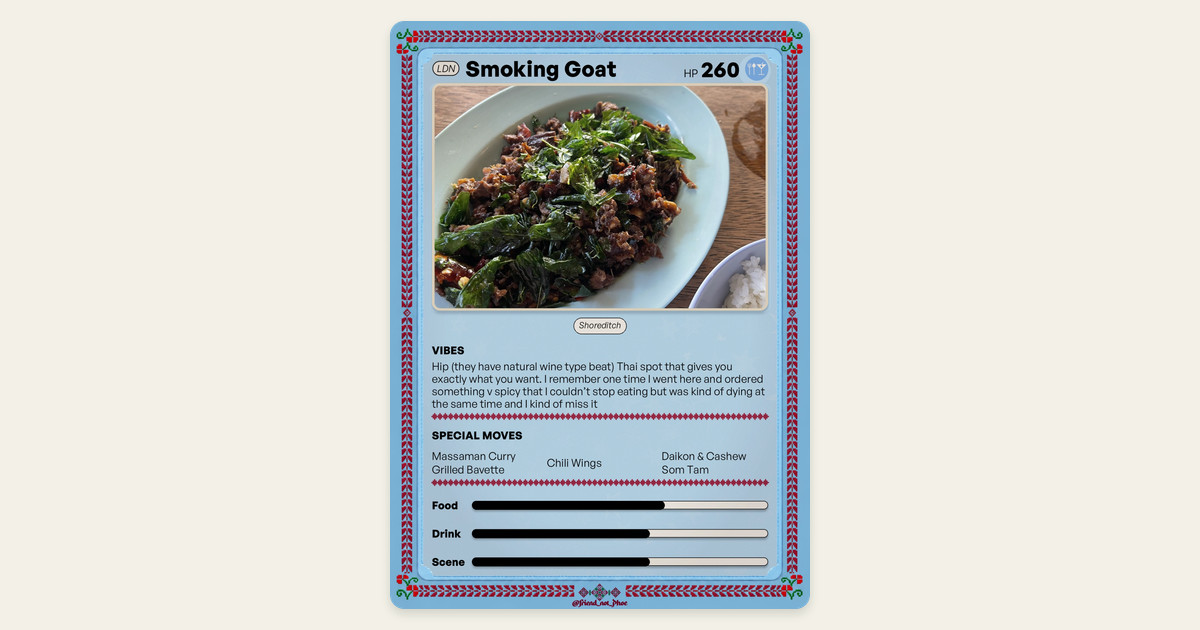 LDN Smoking Goat HP 260
Shoreditch
VIBES
Hip (they have natural wine type beat) Thai spot that gives you
exactly what you want. I remember one time I went here and ordered
something v spicy that I couldn't stop eating but was kind of dying at
the same time and I kind of miss it
SPECIAL MOVES
Massaman Curry
Grilled Bavette
Chili Wings
Daikon & Cashew
Som Tam
Food
Drink
Scene
@friend_not_phoe